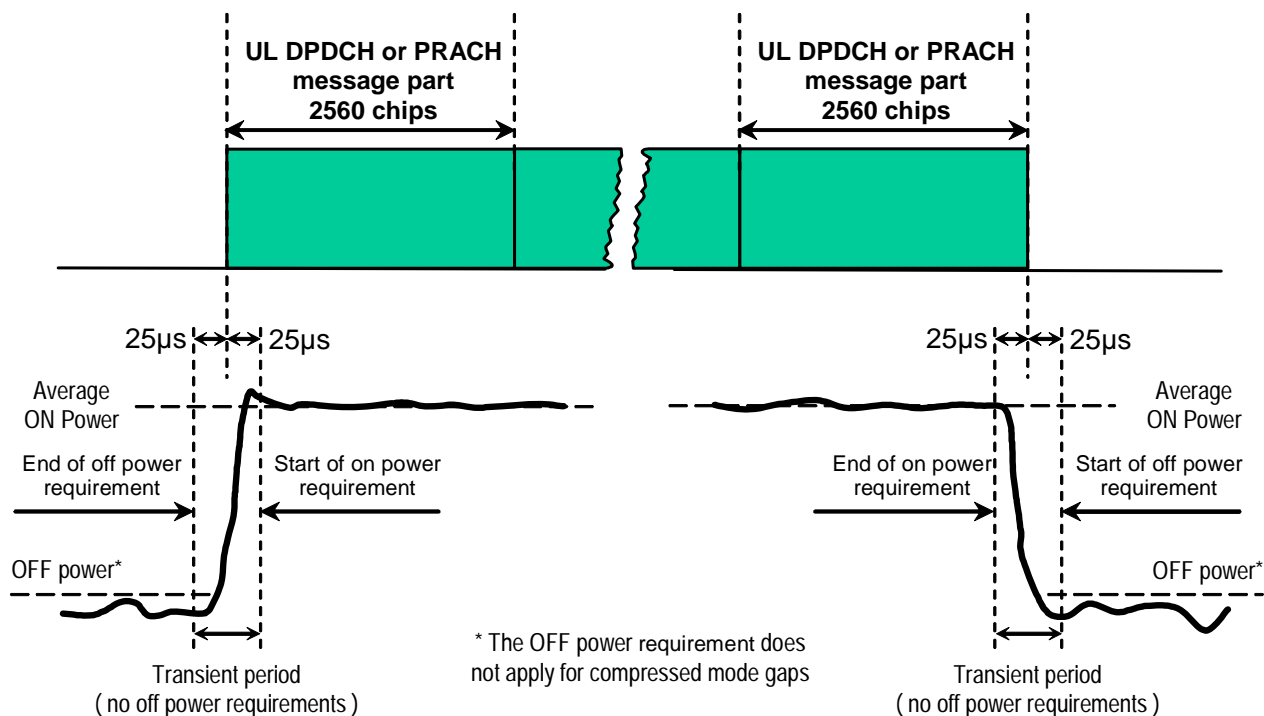 UL DPDCH or PRACH
message part
2560 chips
UL DPDCH or PRACH
message part
2560 chips
25µs
25µs
25µs
25µs
Average
ON Power
Average
ON Power
End of off power
requirement
Start of on power
requirement
End of on power
requirement
Start of off power
requirement
OFF power*
OFF power*
* The OFF power requirement does
not apply for compressed mode gaps
Transient period
( no off power requirements )
Transient period
( no off power requirements )